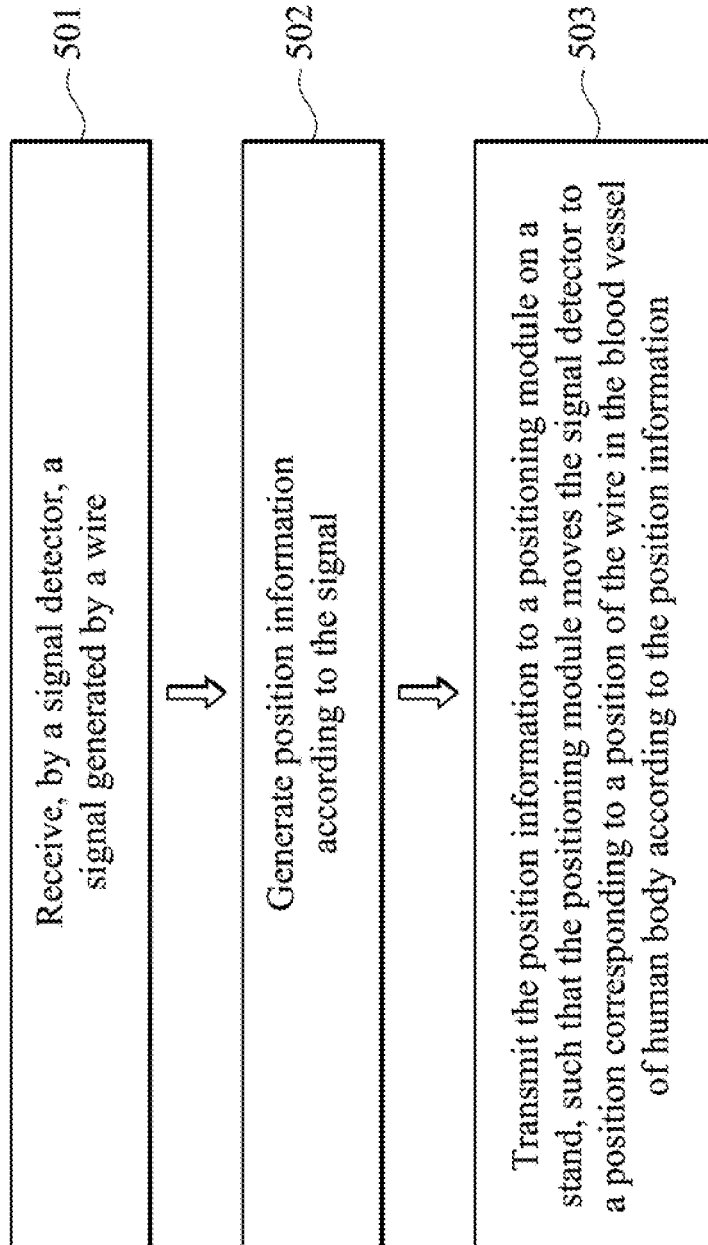 Receive, by a signal detector, a
signal generated by a wire
501
Generate position information
according to the signal
502
Transmit the position information to a positioning module on a
stand, such that the positioning module moves the signal detector to
a position corresponding to a position of the wire in the blood vessel
of human body according to the position information
503